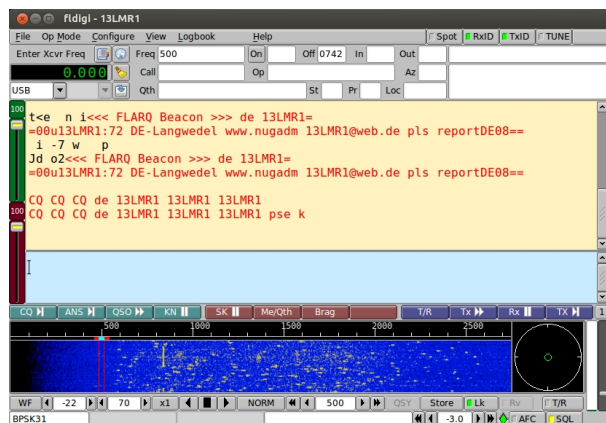 fldigi - 13LMR1
File Op Mode Configure View Logbook Help Spot RxID TxID TUNE
Enter Xcvr Freq Freq 500 On Off 0742 In Out
0.000 Call Op Az
USB Qth St Pr Loc
100
t<e n i<<< FLARQ Beacon >>> de 13LMR1=
=00u13LMR1:72 DE-Langwedel www.nugadm 13LMR1@web.de pls reportDE08==
i -7 w p
Jd o2<<< FLARQ Beacon >>> de 13LMR1=
=00u13LMR1:72 DE-Langwedel www.nugadm 13LMR1@web.de pls reportDE08==
CQ CQ CQ de 13LMR1 13LMR1 13LMR1
100
CQ CQ CQ de 13LMR1 13LMR1 13LMR1 pse k
CQ ANS QSO KN SK Me/Qth Brag T/R Tx Rx TX 1
500 1000 1500 2000 2500
WF -22 70 x1 NORM 500 QSY Store Lk Rv T/R
BPSK31 -3.0 AFC SQL